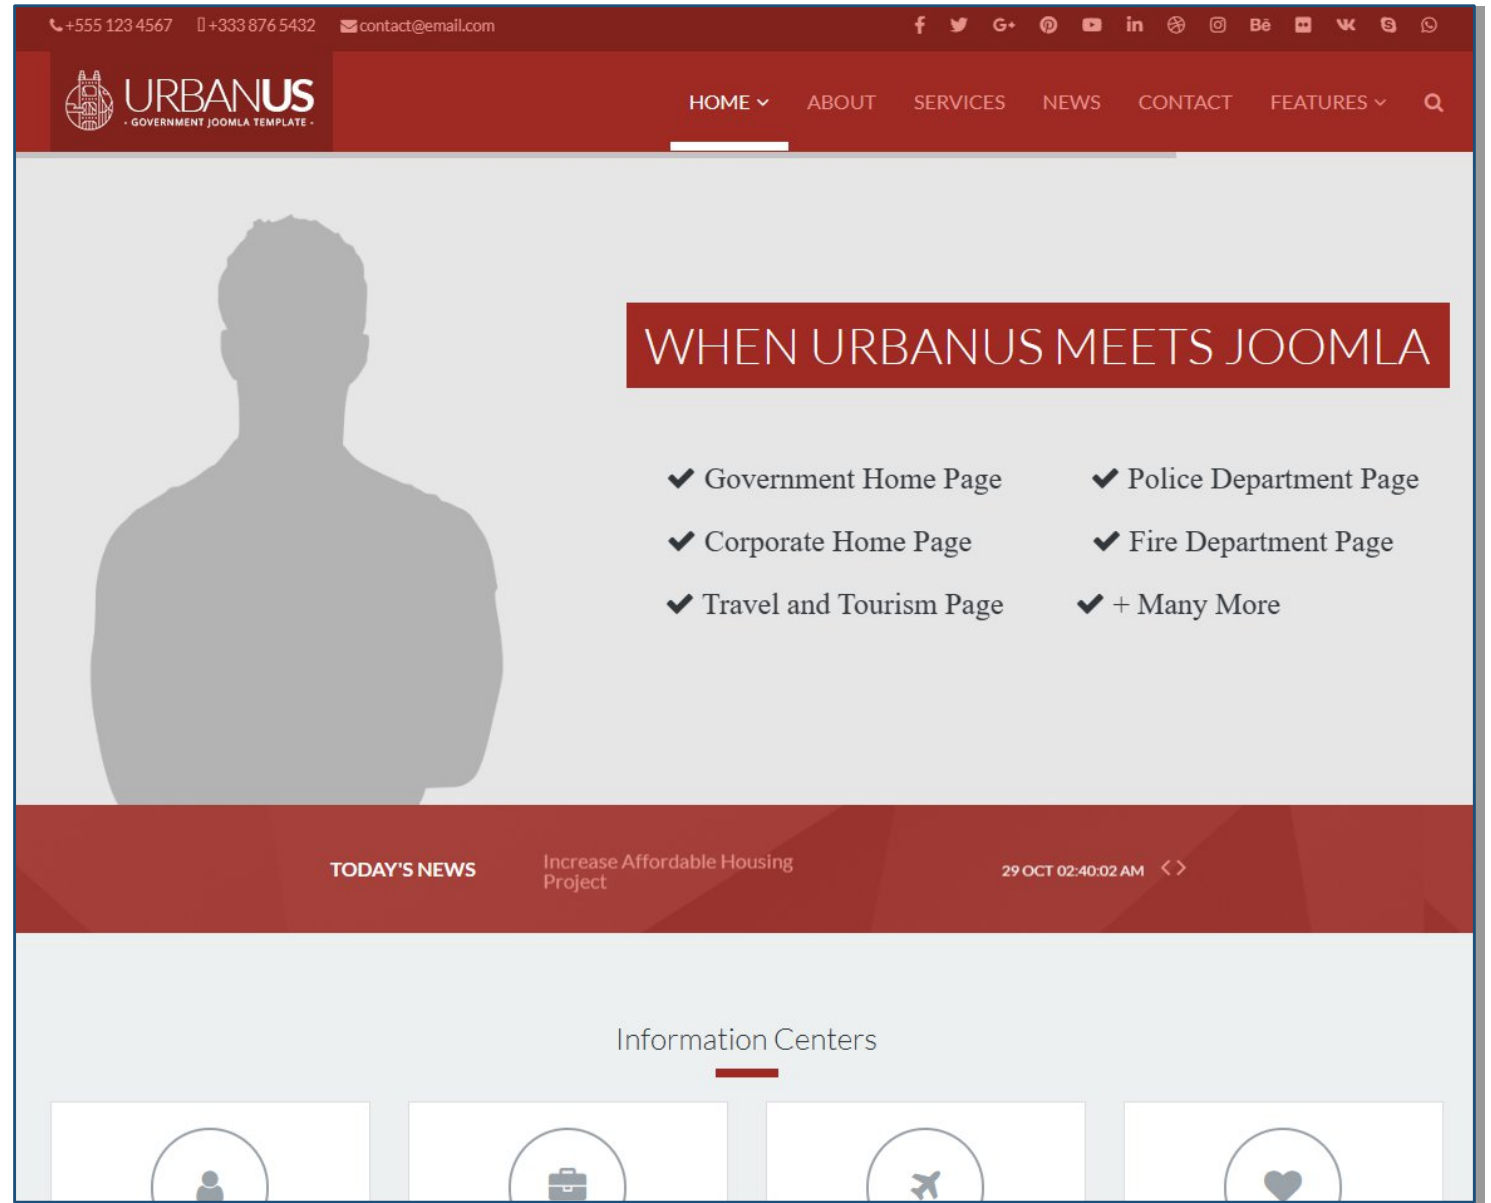 +555 123 4567 +333 876 5432 contact@email.com
URBANUS
- GOVERNMENT JOOMLA TEMPLATE -
HOME ABOUT SERVICES NEWS CONTACT FEATURES
WHEN URBANUS MEETS JOOMLA
Government Home Page
Police Department Page
Corporate Home Page
Fire Department Page
Travel and Tourism Page
+ Many More
TODAY'S NEWS
Increase Affordable Housing
Project
29 OCT 02:40:02 AM
Information Centers